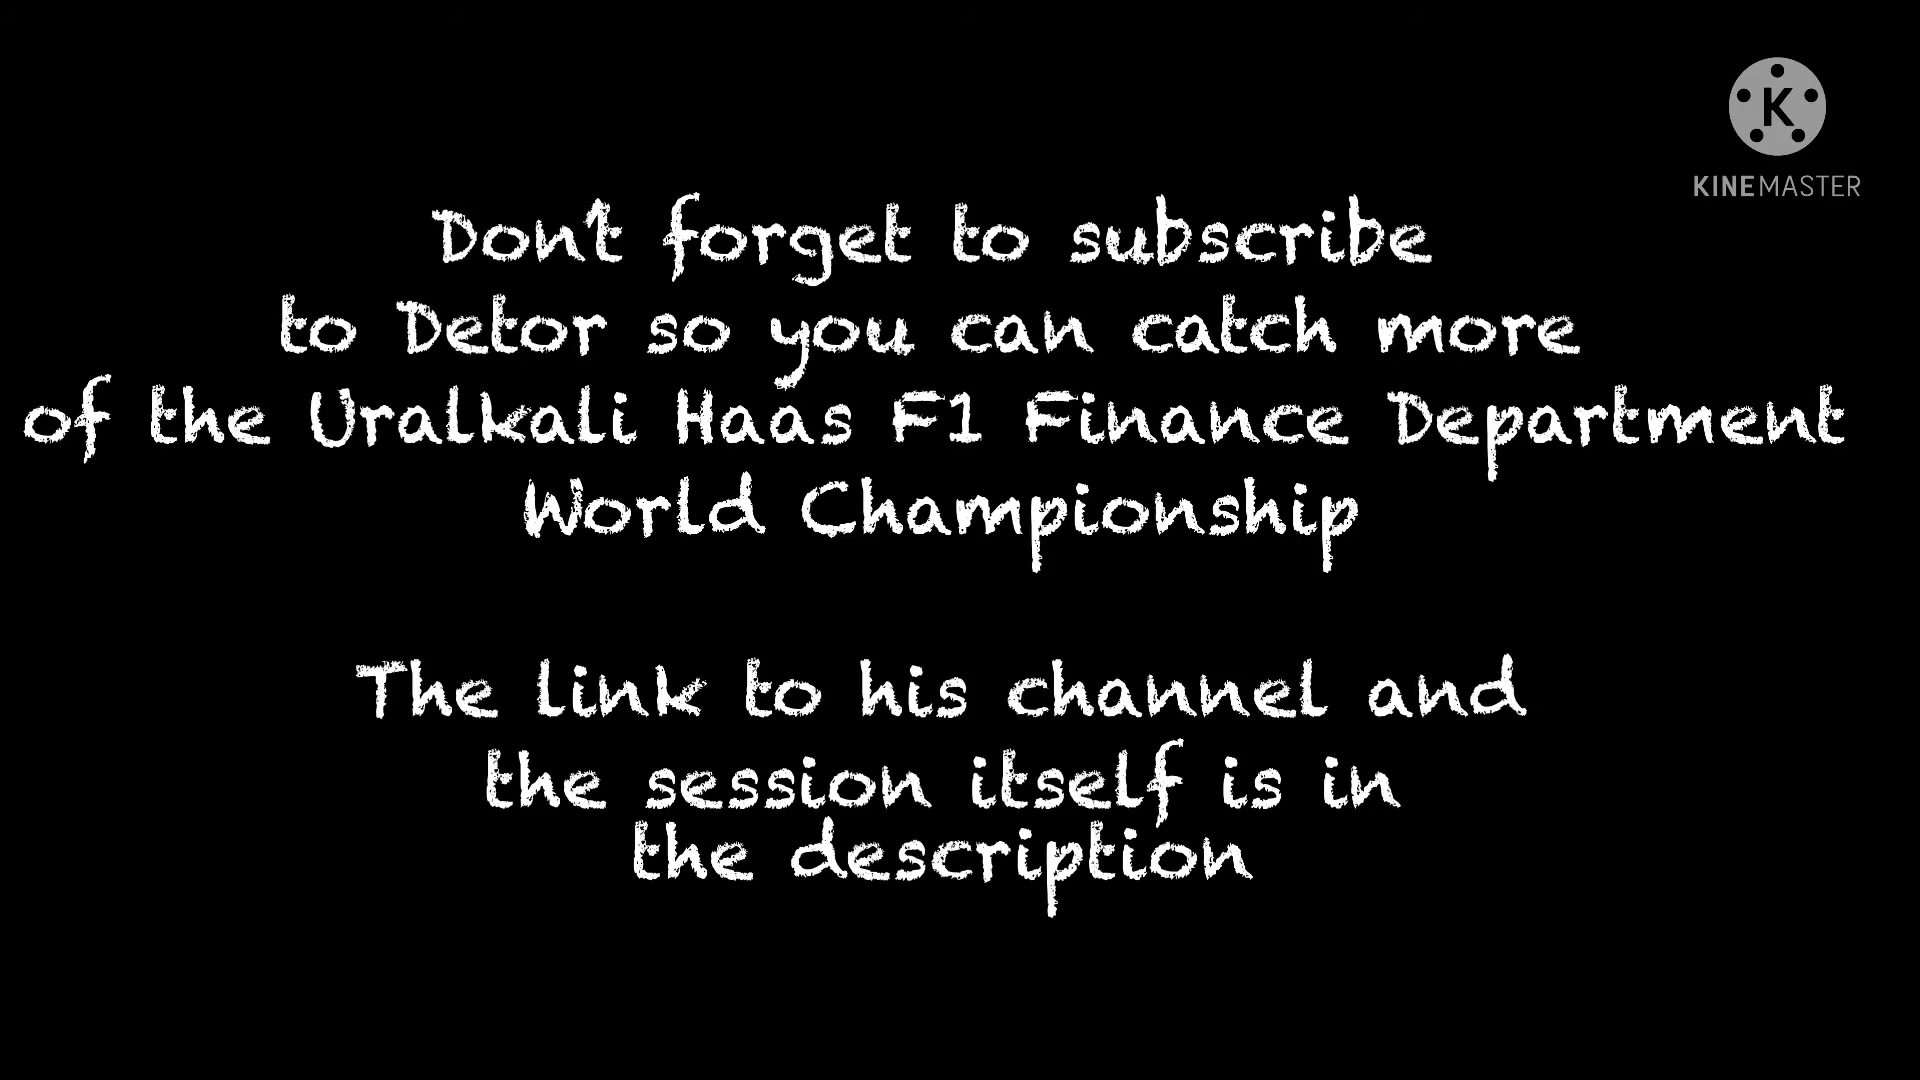 K
KINEMASTER
Don't forget to subscribe
to Detor so you can catch more
of the Uralkali Haas F1 Finance Department
World Championship
The link to his channel and
the session itself is in
the description